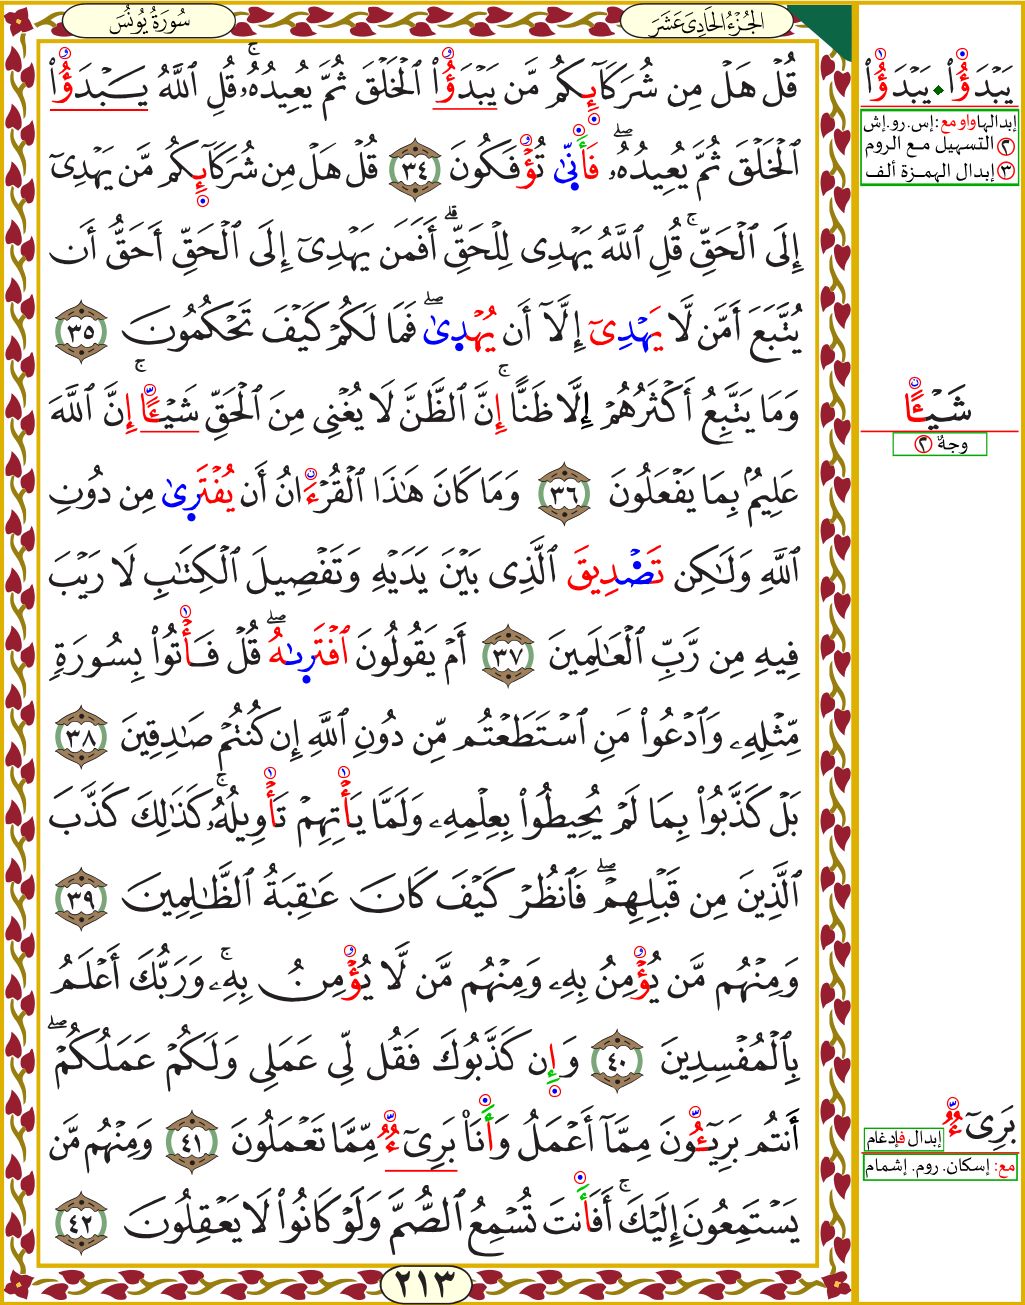 سُورَةُ يُونُسَ
الجُزْءُ الحَادِي عَشَرَ
قُلْ هَلْ مِن شُرَكَآئِكُم مَّن يَبْدَؤُا۟ ٱلْخَلْقَ ثُمَّ يُعِيدُهُۥۚ قُلِ ٱللَّهُ يَبْدَؤُا۟
ٱلْخَلْقَ ثُمَّ يُعِيدُهُۥۖ فَأَنَّىٰ تُؤْفَكُونَ ٣٤ قُلْ هَلْ مِن شُرَكَآئِكُم مَّن يَهْدِىٓ
إِلَى ٱلْحَقِّۚ قُلِ ٱللَّهُ يَهْدِى لِلْحَقِّۗ أَفَمَن يَهْدِىٓ إِلَى ٱلْحَقِّ أَحَقُّ أَن
يُتَّبَعَ أَمَّن لَّا يَهْدِىٓ إِلَّآ أَن يُهْدَىٰۖ فَمَا لَكُمْ كَيْفَ تَحْكُمُونَ ٣٥
وَمَا يَتَّبِعُ أَكْثَرُهُمْ إِلَّا ظَنًّاۚ إِنَّ ٱلظَّنَّ لَا يُغْنِى مِنَ ٱلْحَقِّ شَيْـًٔاۚ إِنَّ ٱللَّهَ
عَلِيمٌۢ بِمَا يَفْعَلُونَ ٣٦ وَمَا كَانَ هَٰذَا ٱلْقُرْءَانُ أَن يُفْتَرَىٰ مِن دُونِ
ٱللَّهِ وَلَٰكِن تَصْدِيقَ ٱلَّذِى بَيْنَ يَدَيْهِ وَتَفْصِيلَ ٱلْكِتَٰبِ لَا رَيْبَ
فِيهِ مِن رَّبِّ ٱلْعَٰلَمِينَ ٣٧ أَمْ يَقُولُونَ ٱفْتَرَىٰهُۖ قُلْ فَأْتُوا۟ بِسُورَةٍ
مِّثْلِهِۦ وَٱدْعُوا۟ مَنِ ٱسْتَطَعْتُم مِّن دُونِ ٱللَّهِ إِن كُنتُمْ صَٰدِقِينَ ٣٨
بَلْ كَذَّبُوا۟ بِمَا لَمْ يُحِيطُوا۟ بِعِلْمِهِۦ وَلَمَّا يَأْتِهِمْ تَأْوِيلُهُۥۚ كَذَٰلِكَ كَذَّبَ
ٱلَّذِينَ مِن قَبْلِهِمْۖ فَٱنظُرْ كَيْفَ كَانَ عَٰقِبَةُ ٱلظَّٰلِمِينَ ٣٩
وَمِنْهُم مَّن يُؤْمِنُ بِهِۦ وَمِنْهُم مَّن لَّا يُؤْمِنُ بِهِۦۚ وَرَبُّكَ أَعْلَمُ
بِٱلْمُفْسِدِينَ ٤٠ وَإِن كَذَّبُوكَ فَقُل لِّى عَمَلِى وَلَكُمْ عَمَلُكُمْۖ
أَنتُم بَرِيٓـُٔونَ مِمَّآ أَعْمَلُ وَأَنَا۠ بَرِىٓءٌ مِّمَّا تَعْمَلُونَ ٤١ وَمِنْهُم مَّن
يَسْتَمِعُونَ إِلَيْكَۚ أَفَأَنتَ تُسْمِعُ ٱلصُّمَّ وَلَوْ كَانُوا۟ لَا يَعْقِلُونَ ٤٢
٢١٣
يَبْدَؤُا۟ • يَبْدَؤُا۟
إبدالها واو مع: إس. رو. إش
٢ التسهيل مع الروم
٣ إبدال الهمزة ألف
شَيْـًٔا
وجهٌ ٢
بَرِىٓءٌ
إبدال فإدغام
مع: إسكان. روم. إشمام